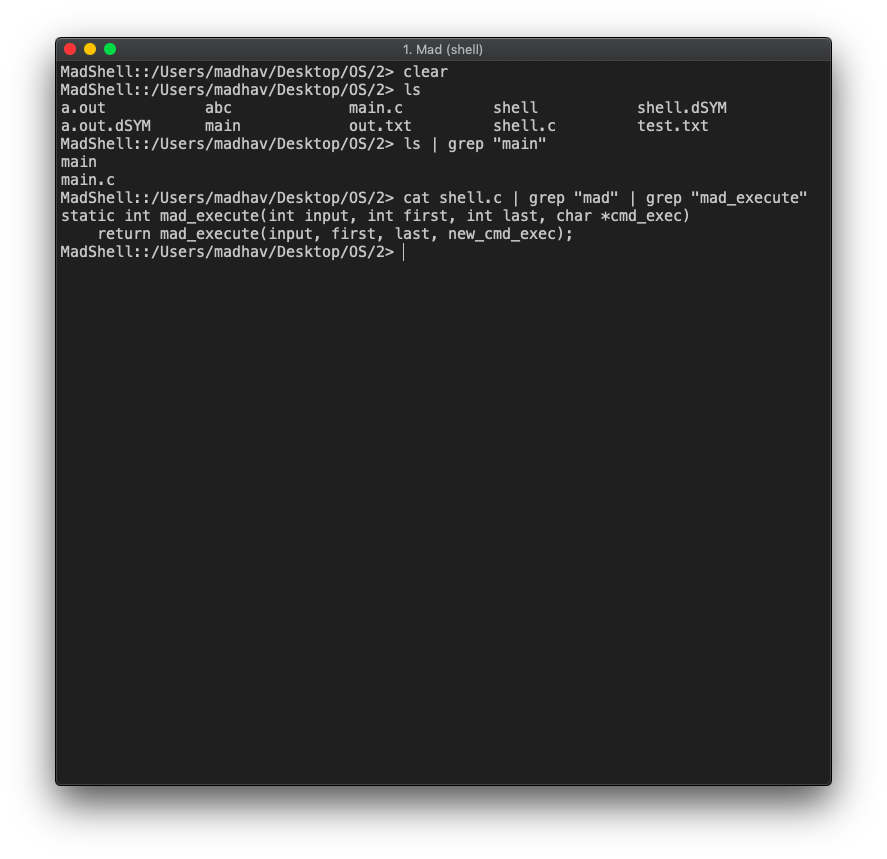 1. Mad (shell)
MadShell::/Users/madhav/Desktop/OS/2> clear
MadShell::/Users/madhav/Desktop/OS/2> ls
a.out           abc             main.c          shell           shell.dSYM
a.out.dSYM      main            out.txt         shell.c         test.txt
MadShell::/Users/madhav/Desktop/OS/2> ls | grep "main"
main
main.c
MadShell::/Users/madhav/Desktop/OS/2> cat shell.c | grep "mad" | grep "mad_execute"
static int mad_execute(int input, int first, int last, char *cmd_exec)
    return mad_execute(input, first, last, new_cmd_exec);
MadShell::/Users/madhav/Desktop/OS/2>